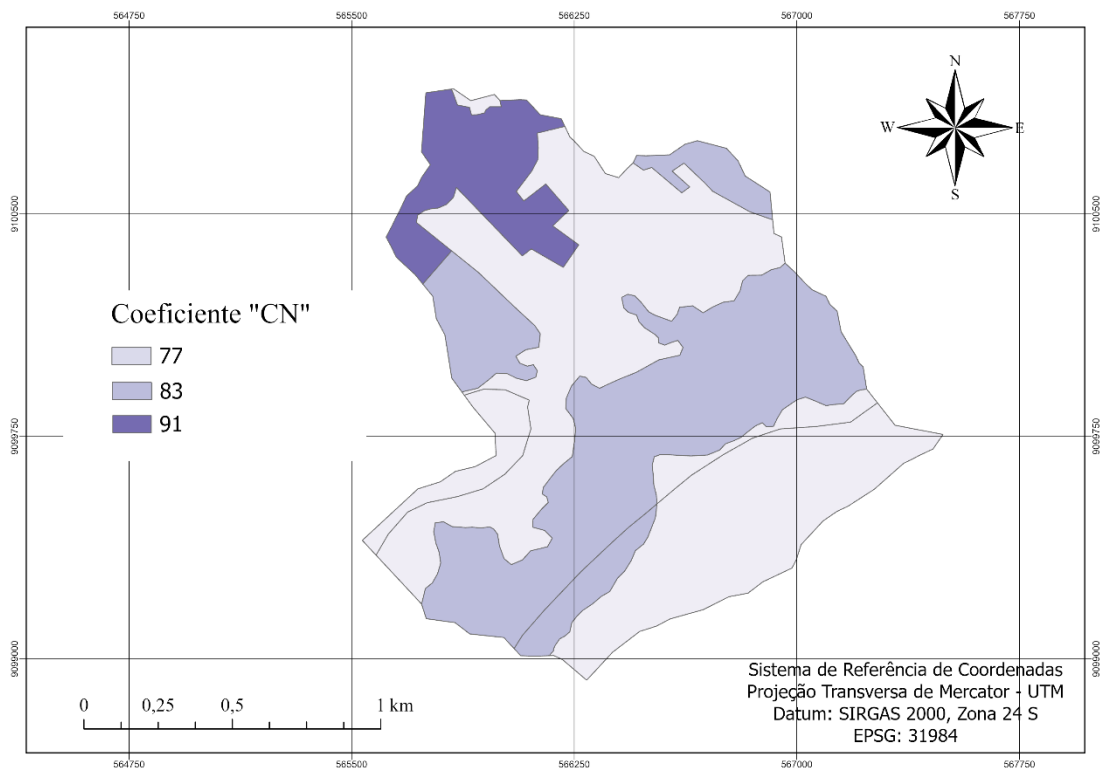 564750 565500 566250 567000 567750
N
W E
S
9100500 9100500
Coeficiente "CN"
77
83
91
9099750 9099750
9099000 9099000
Sistema de Referência de Coordenadas
Projeção Transversa de Mercator - UTM
Datum: SIRGAS 2000, Zona 24 S
EPSG: 31984
0 0,25 0,5 1 km
564750 565500 566250 567000 567750